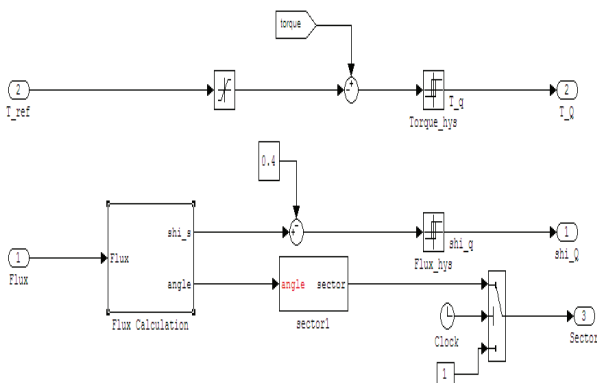 torque
2
T_ref
T_q
Torque_hys
2
T_Q
0.4
shi_s
1
Flux
Flux
angle
Flux Calculation
shi_q
Flux_hys
1
shi_Q
angle
sector
sector1
Clock
1
3
Sector